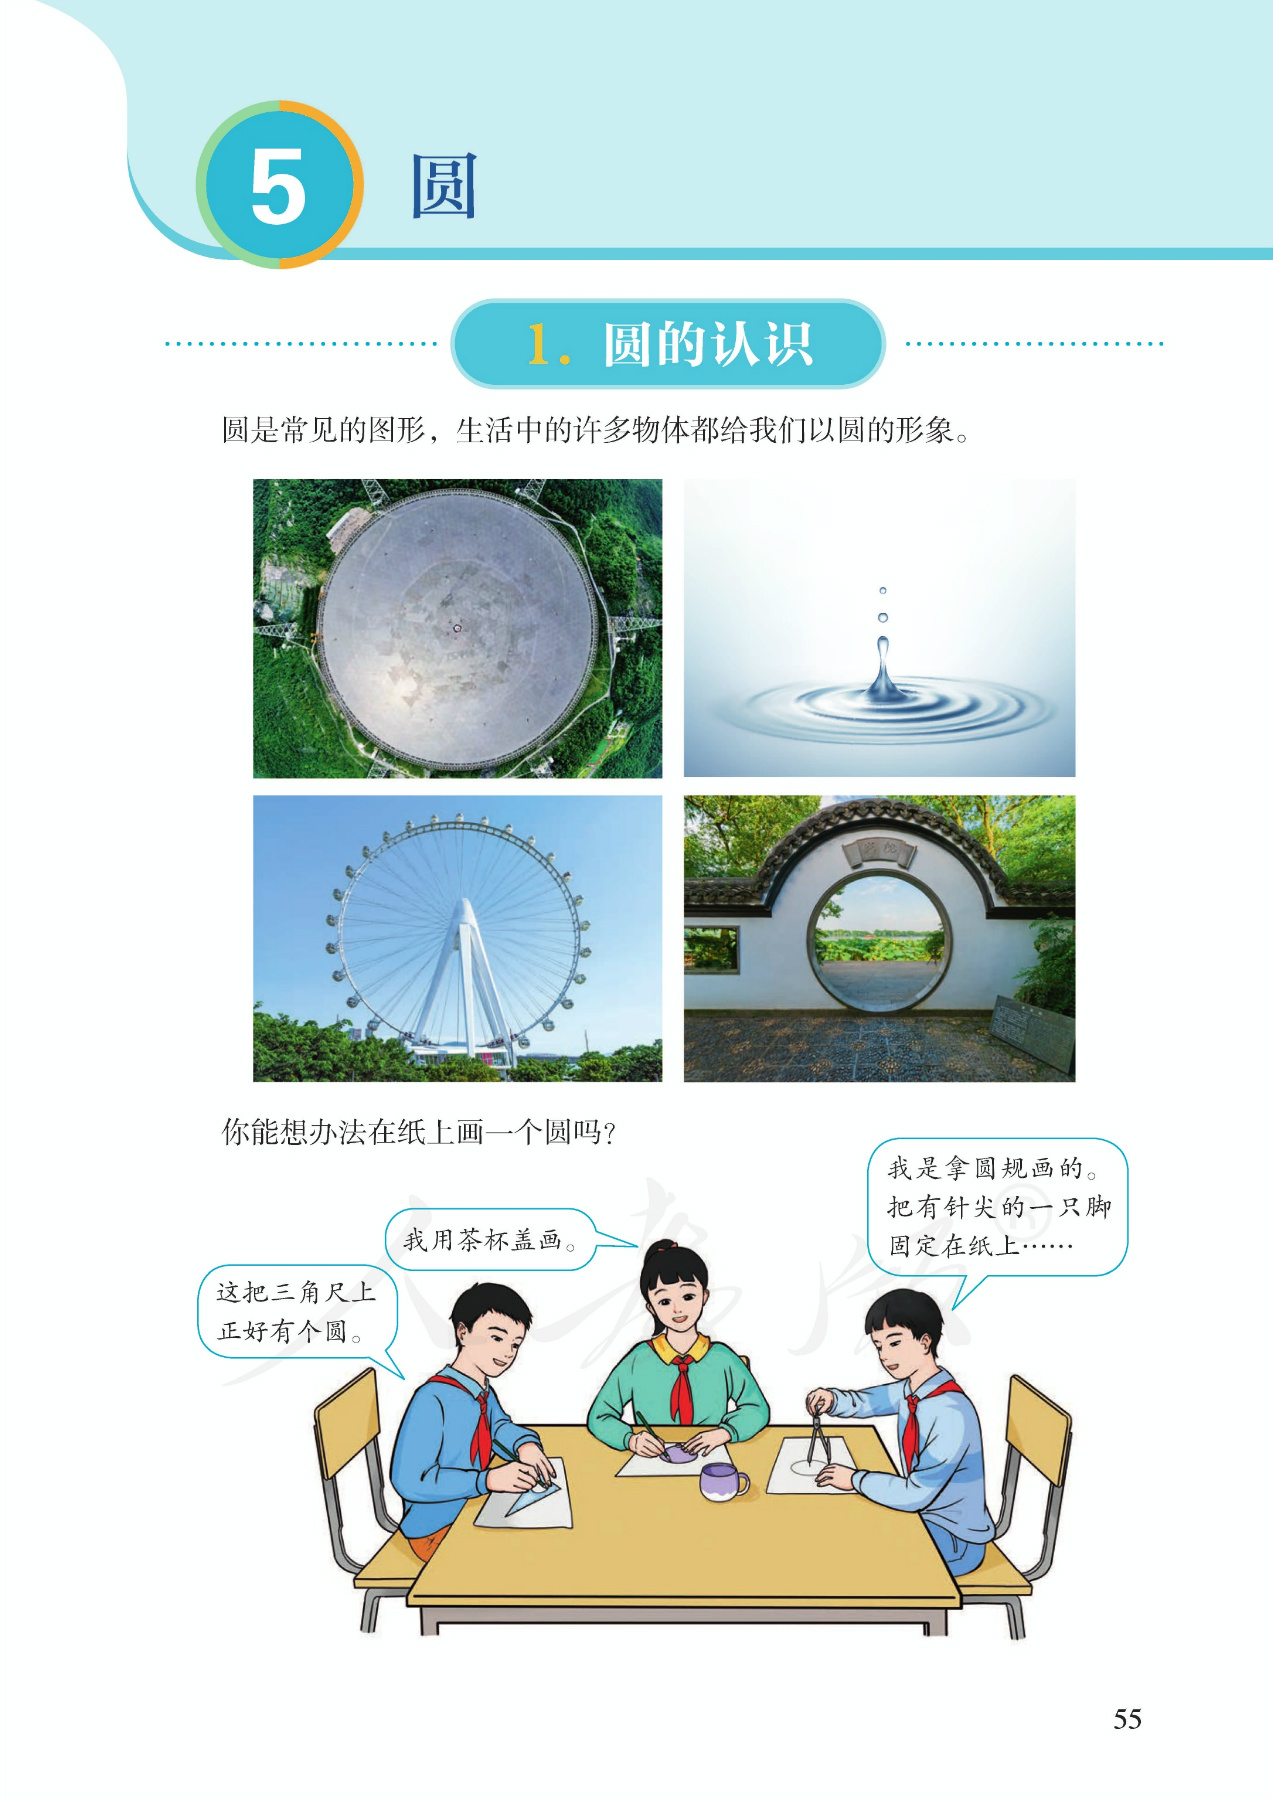 5
圆
1. 圆的认识
圆是常见的图形，生活中的许多物体都给我们以圆的形象。
你能想办法在纸上画一个圆吗？
我是拿圆规画的。
把有针尖的一只脚
固定在纸上……
我用茶杯盖画。
这把三角尺上
正好有个圆。
人教版
®
55